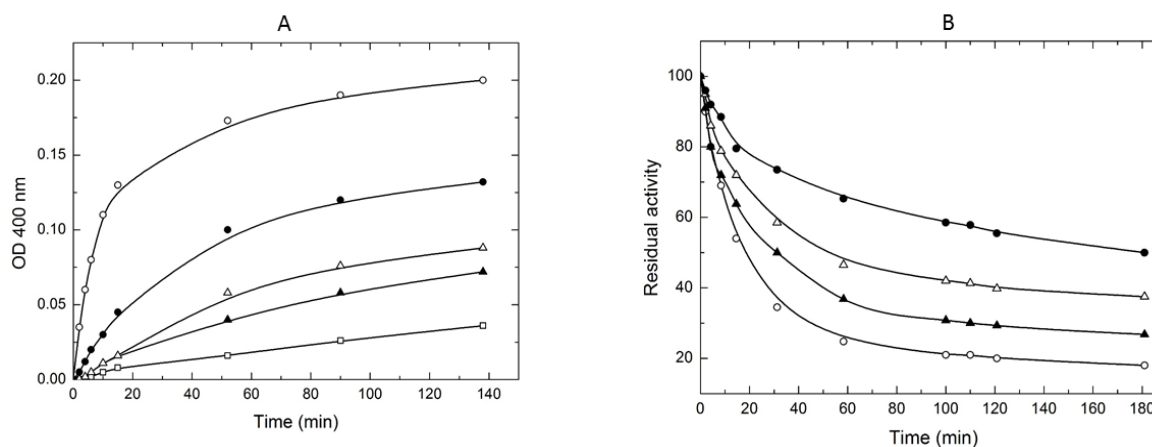 A
OD 400 nm
0.20
0.15
0.10
0.05
0.00
0 20 40 60 80 100 120 140
Time (min)
B
Residual activity
100
80
60
40
20
0 20 40 60 80 100 120 140 160 180
Time (min)